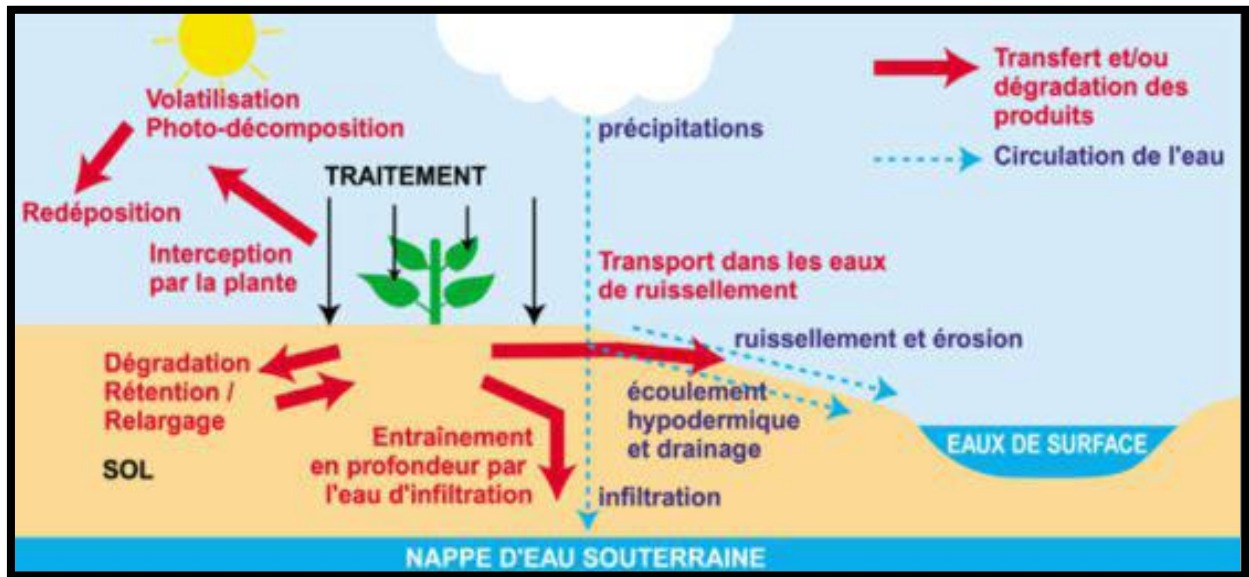 Volatilisation
Photo-décomposition
Redéposition
TRAITEMENT
Interception
par la plante
précipitations
Transfert et/ou
dégradation des
produits
Circulation de l'eau
Transport dans les eaux
de ruissellement
ruissellement et érosion
Dégradation
Rétention /
Relargage
SOL
Entraînement
en profondeur par
l'eau d'infiltration
écoulement
hypodermique
et drainage
infiltration
EAUX DE SURFACE
NAPPE D'EAU SOUTERRAINE